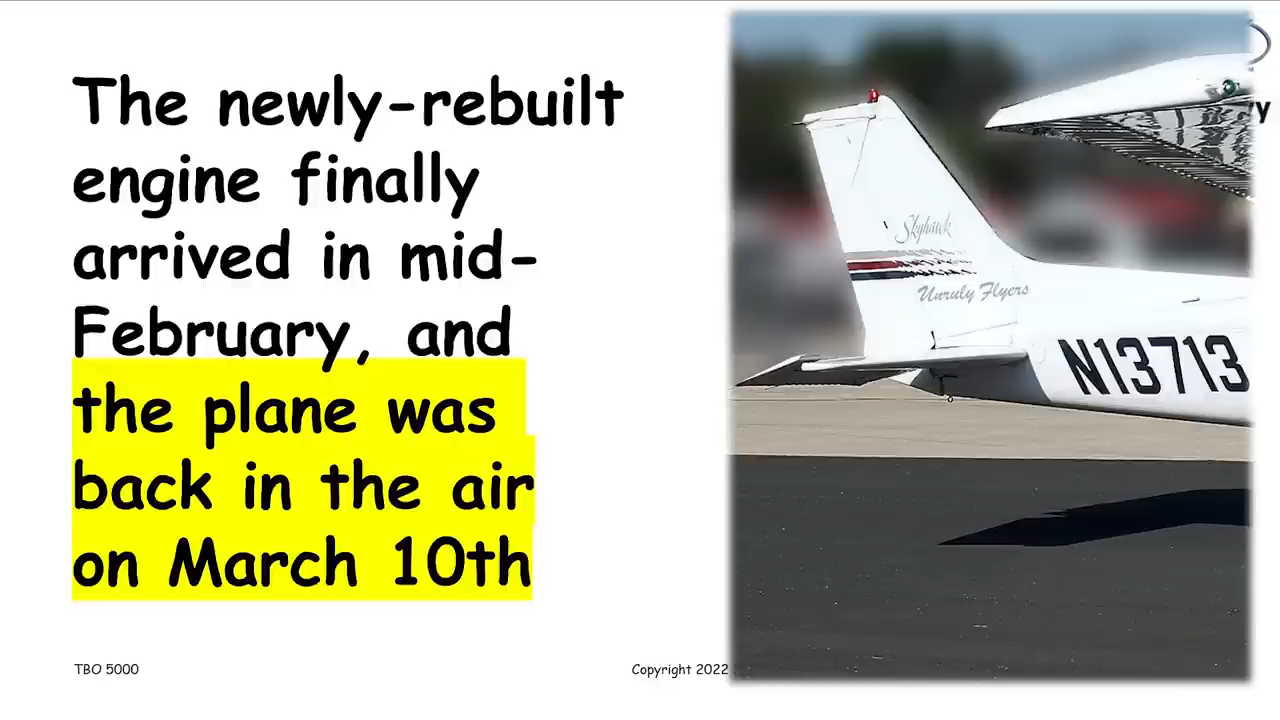 The newly-rebuilt
engine finally
arrived in mid-
February, and
the plane was
back in the air
on March 10th
Skyhawk
Unruly Flyers
N13713
TBO 5000
Copyright 2022